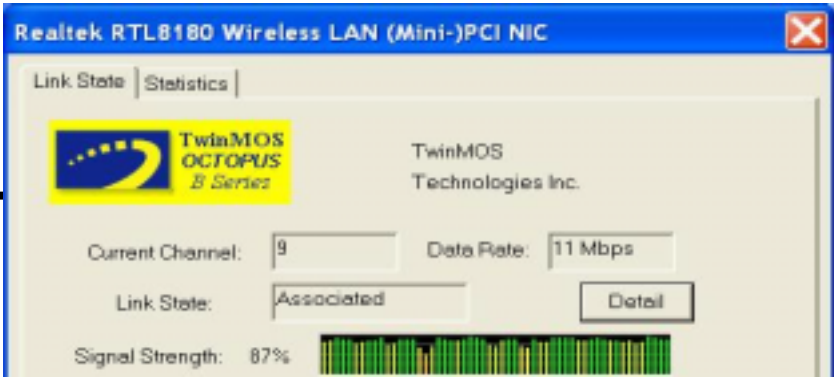 Realtek RTL8180 Wireless LAN (Mini-)PCI NIC
Link State Statistics
TwinMOS
OCTOPUS
B Series
TwinMOS
Technologies Inc.
Current Channel: 9 Data Rate: 11 Mbps
Link State: Associated Detail
Signal Strength: 87%